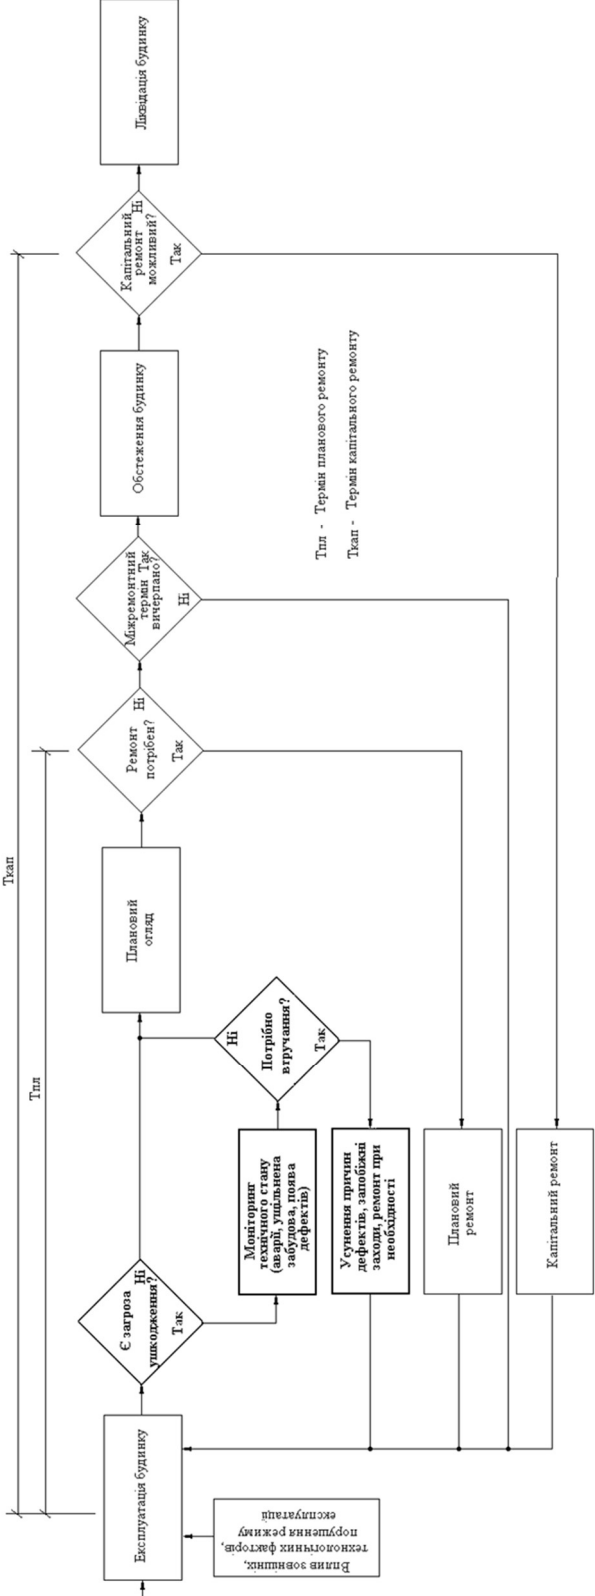 Ткап
Тпл
Вплив зовнішніх,
технологічних факторів,
порушення режиму
експлуатації
Експлуатація будинку
Є загроза
ушкодження?
Ні
Так
Моніторинг
технічного стану
(аварії, ущільнена
забудова, поява
дефектів)
Потрібно
втручання?
Ні
Так
Усунення причин
дефектів, запобіжні
заходи, ремонт при
необхідності
Плановий
огляд
Ремонт
потрібен?
Ні
Так
Плановий
ремонт
Міжремонтний
термін Так
вичерпано?
Ні
Обстеження будинку
Капітальний
ремонт
можливий?
Ні
Так
Капітальний ремонт
Ліквідація будинку
Тпл - Термін планового ремонту
Ткап - Термін капітального ремонту